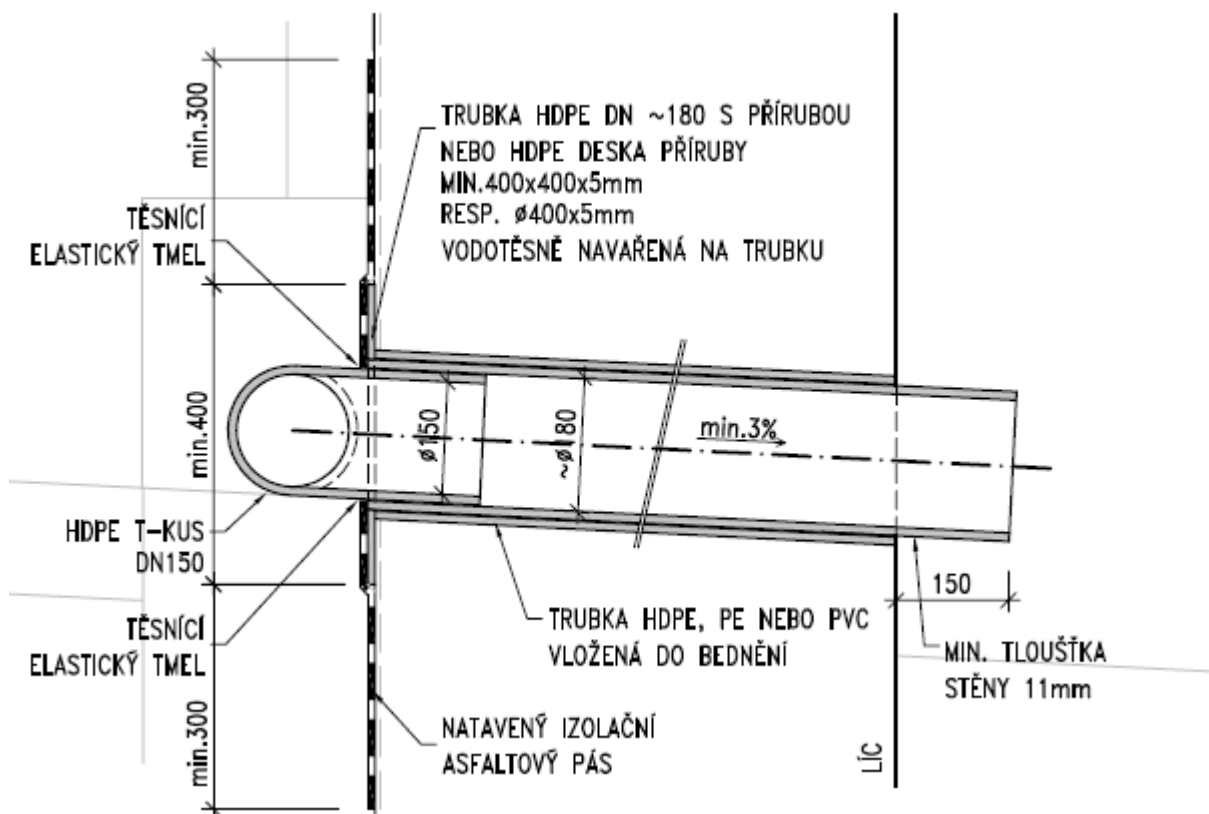 min.300
TRUBKA HDPE DN ~180 S PŘÍRUBOU
NEBO HDPE DESKA PŘÍRUBY
MIN.400x400x5mm
RESP. ø400x5mm
VODOTĚSNĚ NAVAŘENÁ NA TRUBKU
TĚSNÍCÍ
ELASTICKÝ TMEL
min.400
ø150
~ø180
min.3%
HDPE T-KUS
DN150
TĚSNÍCÍ
ELASTICKÝ TMEL
TRUBKA HDPE, PE NEBO PVC
VLOŽENÁ DO BEDNĚNÍ
150
MIN. TLOUŠŤKA
STĚNY 11mm
min.300
NATAVENÝ IZOLAČNÍ
ASFALTOVÝ PÁS
LÍC